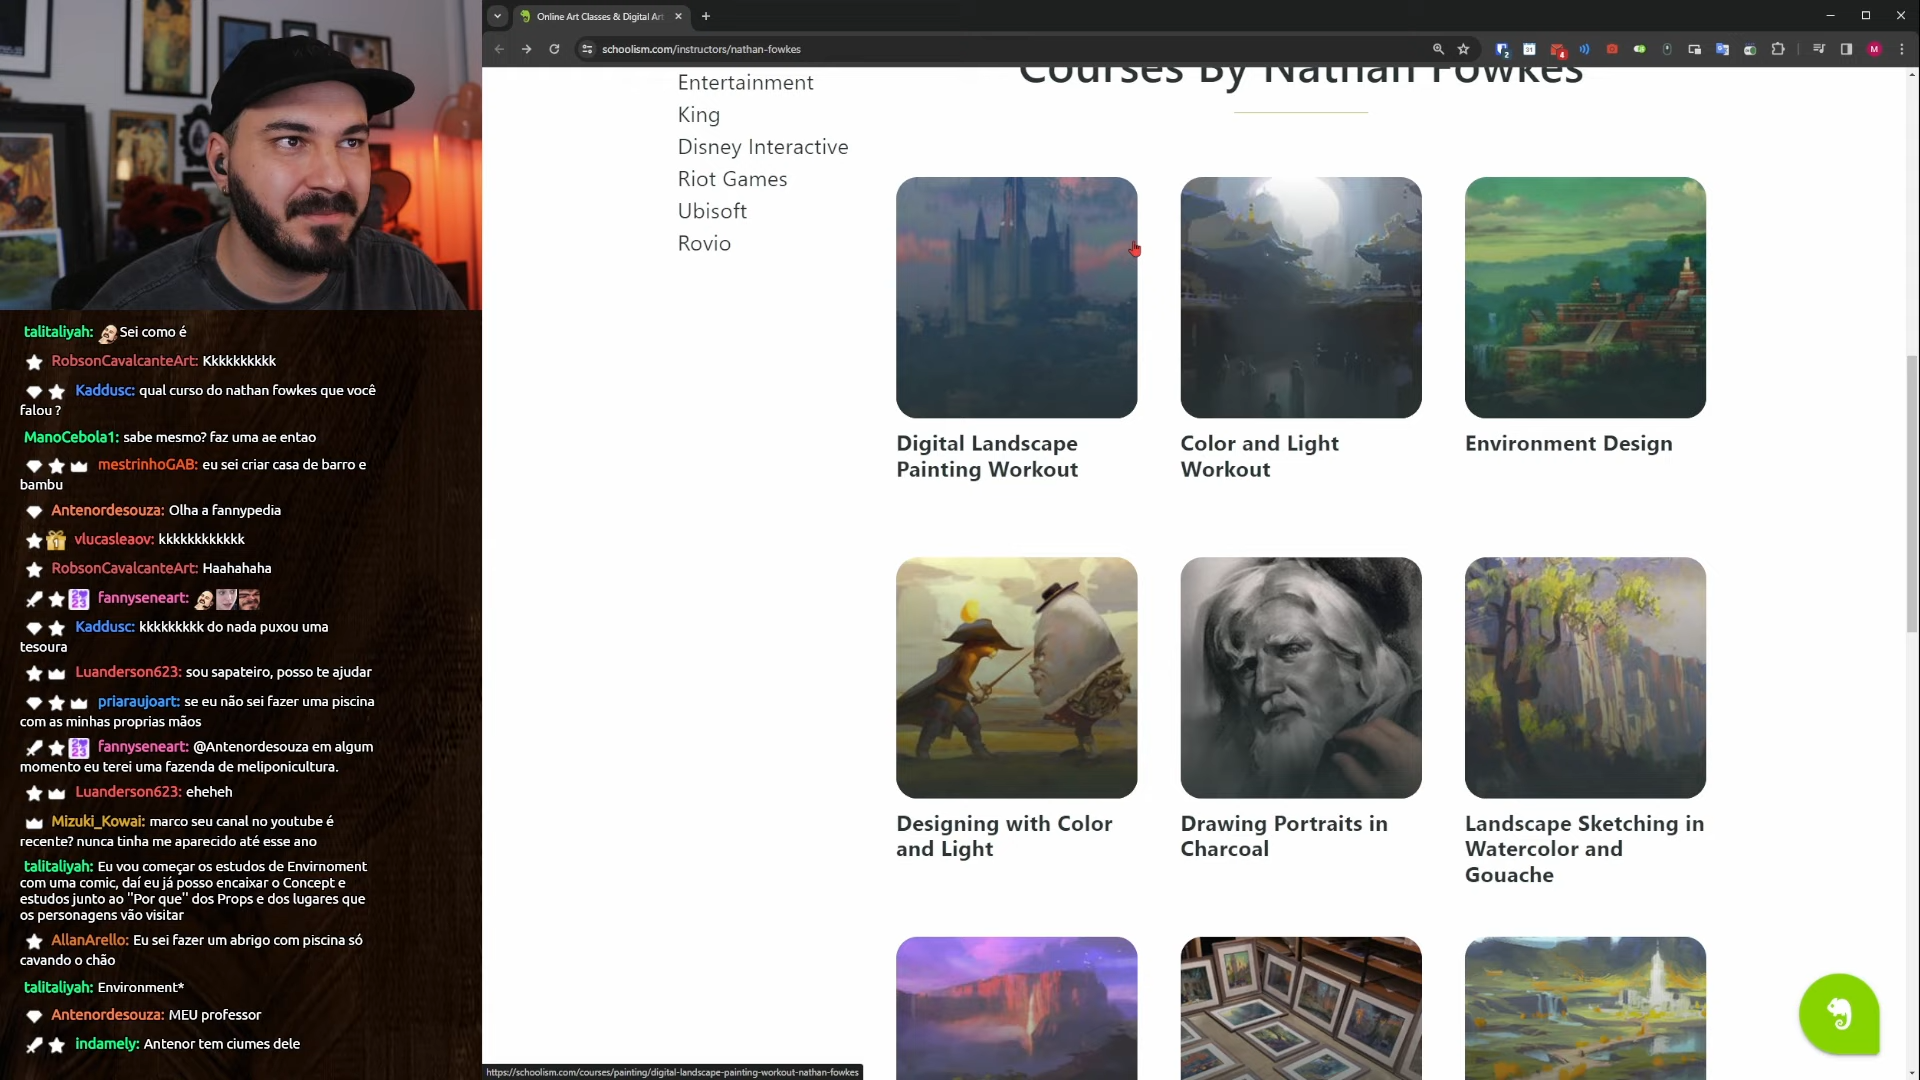 talitaliyah: Sei como é
RobsonCavalcanteArt: Kkkkkkkkkk
Kaddusc: qual curso do nathan fowkes que você
falou ?
ManoCebola1: sabe mesmo? faz uma ae entao
mestrinhoGAB: eu sei criar casa de barro e
bambu
Antenordesouza: Olha a fannypedia
vlucasleaov: kkkkkkkkkkkk
RobsonCavalcanteArt: Haahahaha
fannyseneart:
Kaddusc: kkkkkkkkk do nada puxou uma
tesoura
Luanderson623: sou sapateiro, posso te ajudar
priaraujoart: se eu não sei fazer uma piscina
com as minhas proprias mãos
fannyseneart: @Antenordesouza em algum
momento eu terei uma fazenda de meliponicultura.
Luanderson623: eheheh
Mizuki_Kowai: marco seu canal no youtube é
recente? nunca tinha me aparecido até esse ano
talitaliyah: Eu vou começar os estudos de Envirnoment
com uma comic, daí eu já posso encaixar o Concept e
estudos junto ao "Por que" dos Props e dos lugares que
os personagens vão visitar
AllanArello: Eu sei fazer um abrigo com piscina só
cavando o chão
talitaliyah: Environment*
Antenordesouza: MEU professor
indamely: Antenor tem ciumes dele
Online Art Classes & Digital Art
schoolism.com/instructors/nathan-fowkes
Entertainment
King
Disney Interactive
Riot Games
Ubisoft
Rovio
Courses By Nathan Fowkes
Digital Landscape
Painting Workout
Color and Light
Workout
Environment Design
Designing with Color
and Light
Drawing Portraits in
Charcoal
Landscape Sketching in
Watercolor and
Gouache
https://schoolism.com/courses/painting/digital-landscape-painting-workout-nathan-fowkes